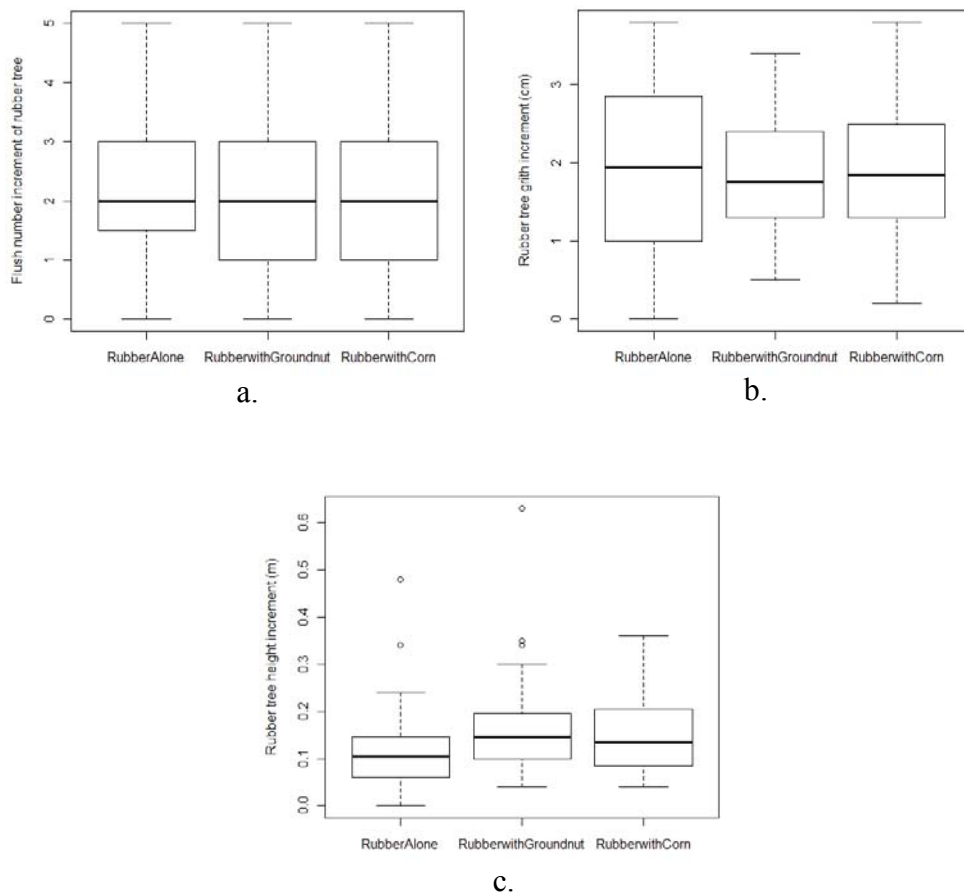 Flush number increment of rubber tree
5
4
3
2
1
0
RubberAlone RubberwithGroundnut RubberwithCorn
a.
Rubber tree grith increment (cm)
3
2
1
0
RubberAlone RubberwithGroundnut RubberwithCorn
b.
Rubber tree height increment (m)
0.6
0.5
0.4
0.3
0.2
0.1
0.0
RubberAlone RubberwithGroundnut RubberwithCorn
c.